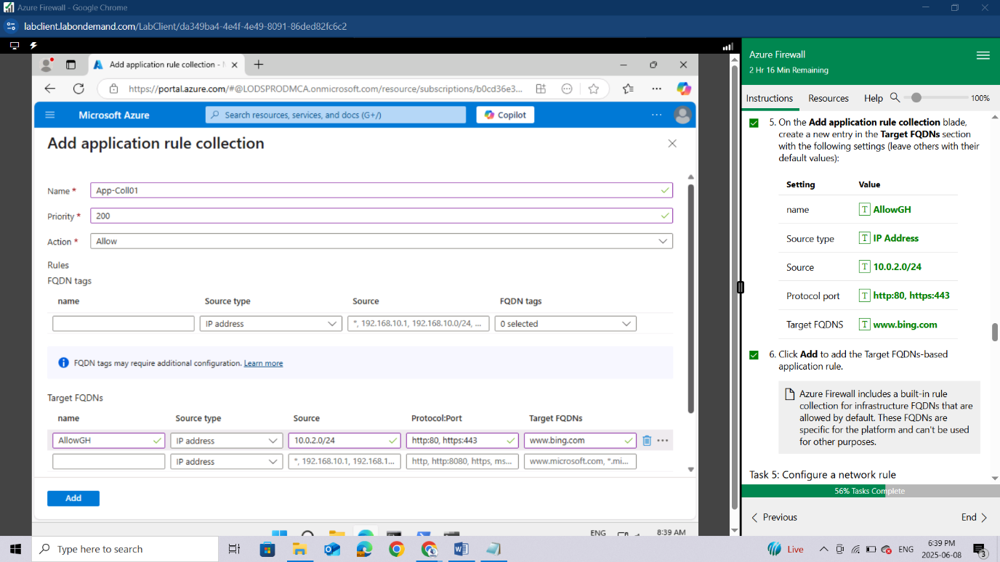 Azure Firewall - Google Chrome
labclient.labondemand.com/LabClient/da349ba4-4e4f-4e49-8091-86ded82fc6c2
Add application rule collection -
https://portal.azure.com/#@LODSPRODMCA.onmicrosoft.com/resource/subscriptions/b0cd36e3...
Microsoft Azure
Search resources, services, and docs (G+/)
Copilot
Add application rule collection
Name *
App-Coll01
Priority *
200
Action *
Allow
Rules
FQDN tags
name Source type Source FQDN tags
IP address *, 192.168.10.1, 192.168.10.0/24, ... 0 selected
FQDN tags may require additional configuration. Learn more
Target FQDNs
name Source type Source Protocol:Port Target FQDNs
AllowGH IP address 10.0.2.0/24 http:80, https:443 www.bing.com
IP address *, 192.168.10.1, 192.168.1... http, http:8080, https, ms... www.microsoft.com, *.mi...
Add
ENG
8:39 AM
Azure Firewall
2 Hr 16 Min Remaining
Instructions Resources Help 100%
5. On the Add application rule collection blade,
create a new entry in the Target FQDNs section
with the following settings (leave others with their
default values):
Setting Value
name T AllowGH
Source type T IP Address
Source T 10.0.2.0/24
Protocol port T http:80, https:443
Target FQDNS T www.bing.com
6. Click Add to add the Target FQDNs-based
application rule.
Azure Firewall includes a built-in rule
collection for infrastructure FQDNs that are
allowed by default. These FQDNs are
specific for the platform and can't be used
for other purposes.
Task 5: Configure a network rule
56% Tasks Complete
Previous End
Type here to search
Live
ENG
6:39 PM
2025-06-08
3